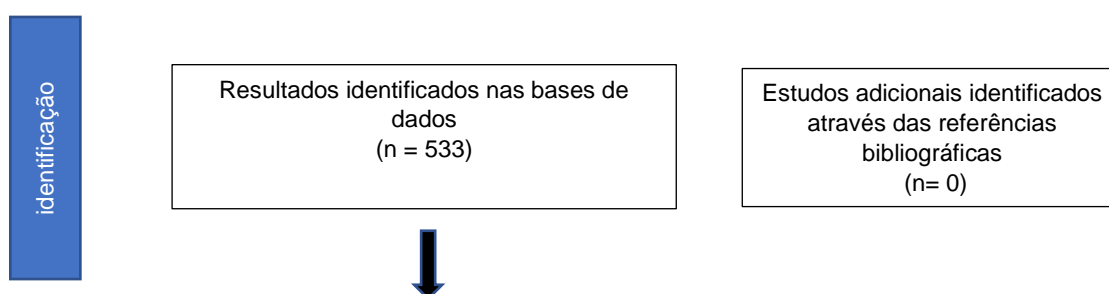 identificação
Resultados identificados nas bases de
dados
(n = 533)
Estudos adicionais identificados
através das referências
bibliográficas
(n= 0)